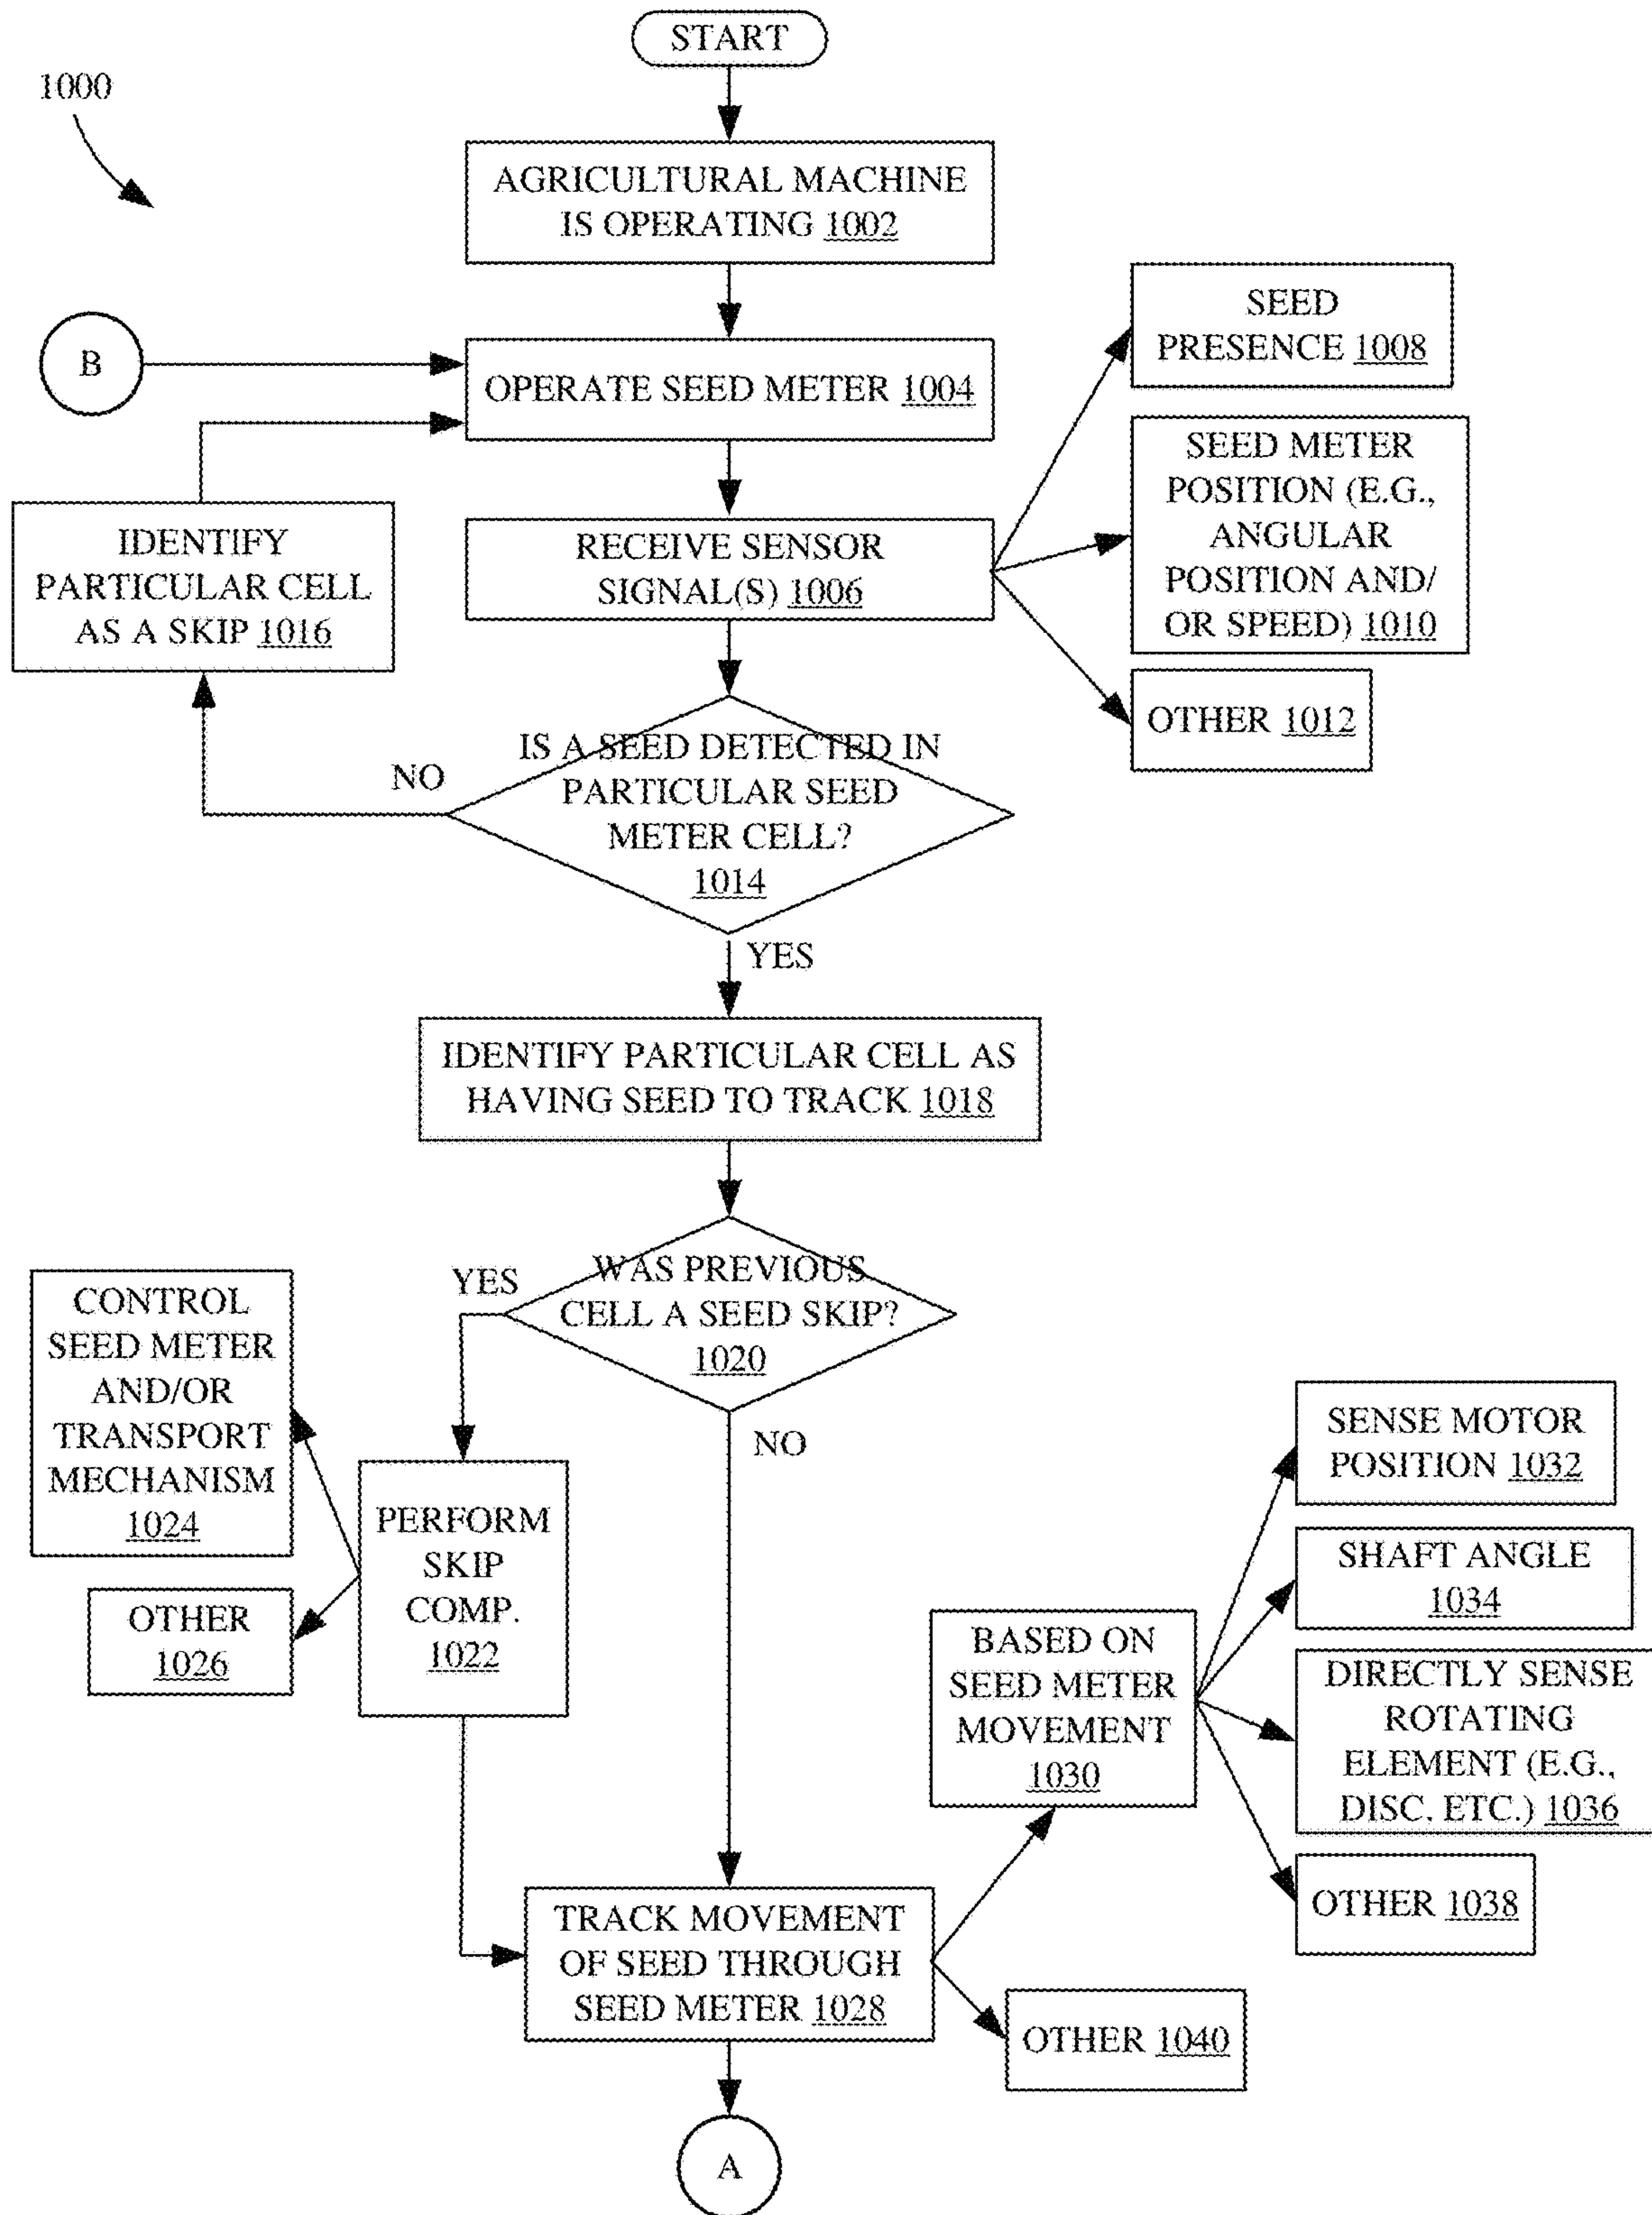 START
1000
AGRICULTURAL MACHINE
IS OPERATING 1002
B
OPERATE SEED METER 1004
SEED
PRESENCE 1008
SEED METER
POSITION (E.G.,
ANGULAR
POSITION AND/
OR SPEED) 1010
OTHER 1012
RECEIVE SENSOR
SIGNAL(S) 1006
IDENTIFY
PARTICULAR CELL
AS A SKIP 1016
IS A SEED DETECTED IN
PARTICULAR SEED
METER CELL?
1014
NO
YES
IDENTIFY PARTICULAR CELL AS
HAVING SEED TO TRACK 1018
WAS PREVIOUS
CELL A SEED SKIP?
1020
YES
NO
CONTROL
SEED METER
AND/OR
TRANSPORT
MECHANISM
1024
OTHER
1026
PERFORM
SKIP
COMP.
1022
BASED ON
SEED METER
MOVEMENT
1030
SENSE MOTOR
POSITION 1032
SHAFT ANGLE
1034
DIRECTLY SENSE
ROTATING
ELEMENT (E.G.,
DISC. ETC.) 1036
OTHER 1038
TRACK MOVEMENT
OF SEED THROUGH
SEED METER 1028
OTHER 1040
A